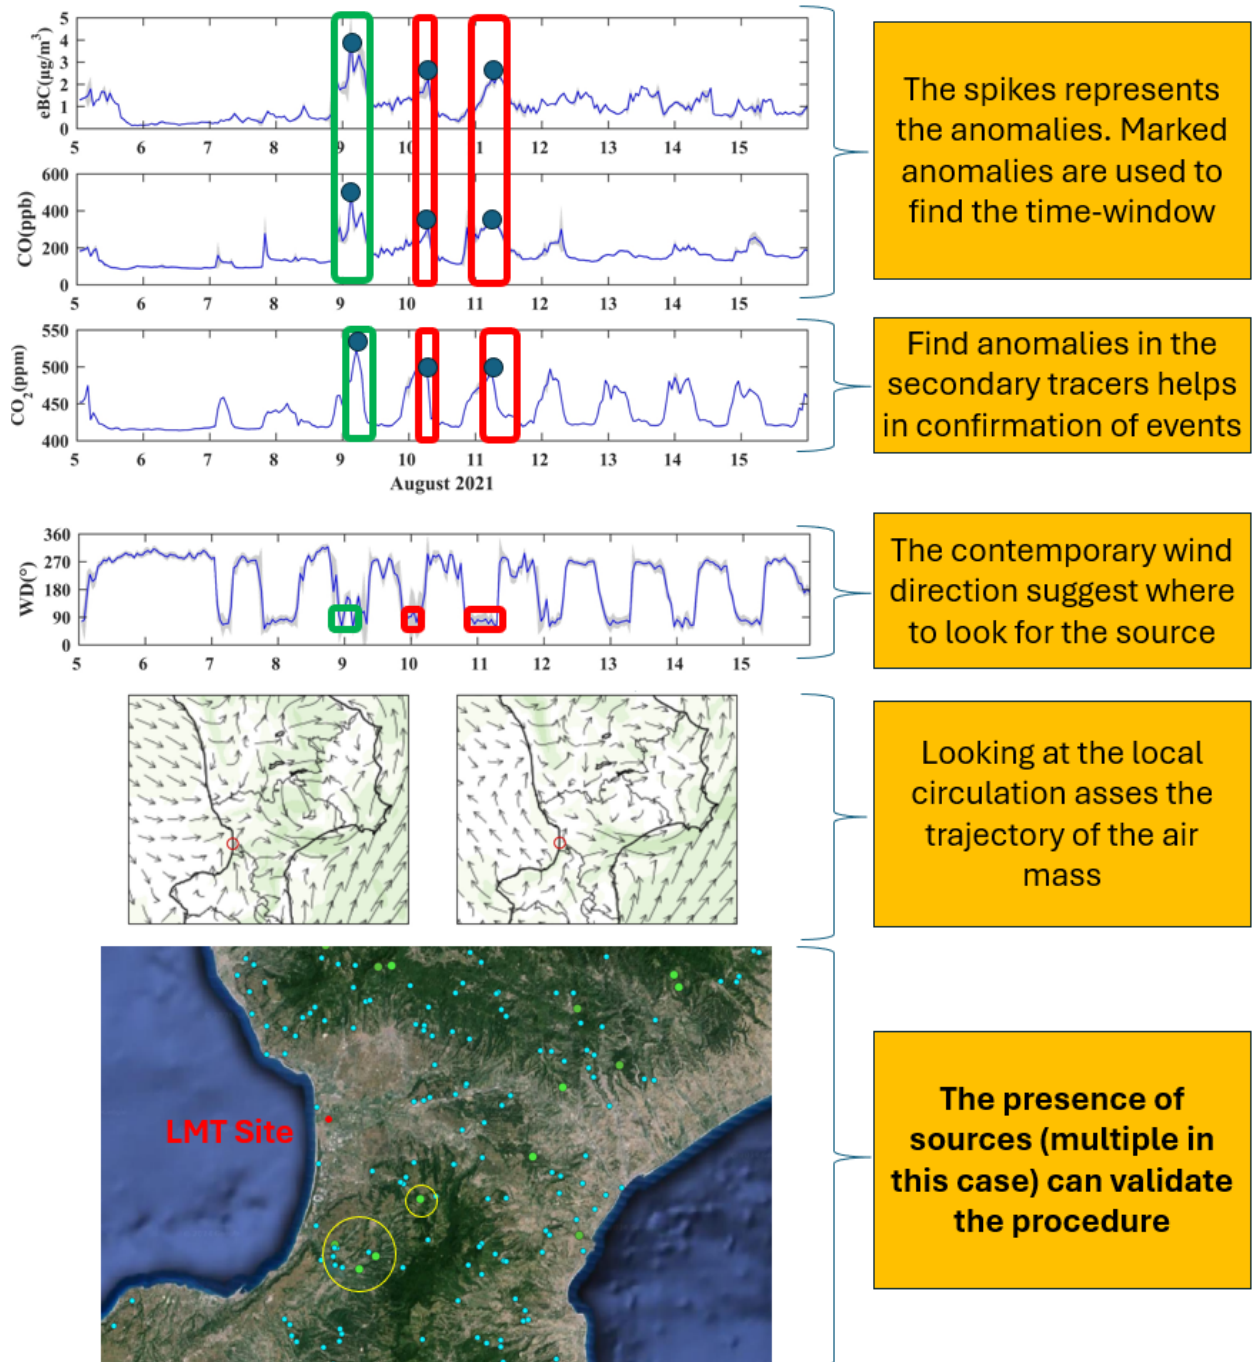 5
4
3
2
1
0
eBC(µg/m³)
5 6 7 8 9 10 11 12 13 14 15
The spikes represents
the anomalies. Marked
anomalies are used to
find the time-window
600
400
200
0
CO(ppb)
5 6 7 8 9 10 11 12 13 14 15
550
500
450
400
CO₂(ppm)
5 6 7 8 9 10 11 12 13 14 15
August 2021
Find anomalies in the
secondary tracers helps
in confirmation of events
360
270
180
90
0
WD(°)
5 6 7 8 9 10 11 12 13 14 15
The contemporary wind
direction suggest where
to look for the source
Looking at the local
circulation asses the
trajectory of the air
mass
LMT Site
The presence of
sources (multiple in
this case) can validate
the procedure